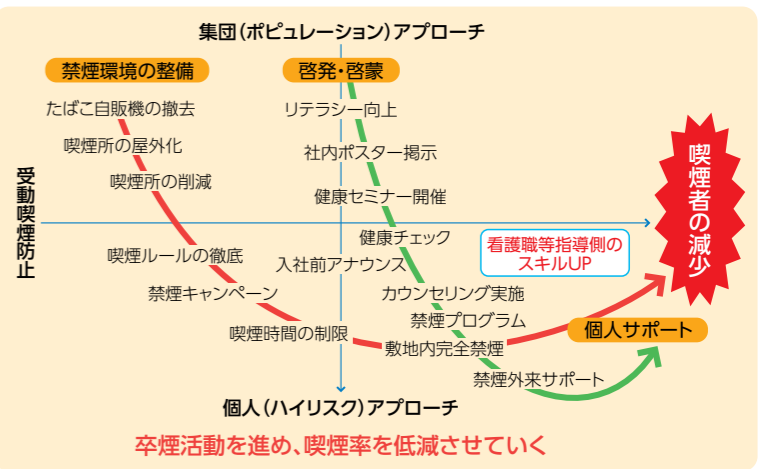 集団（ポピュレーション）アプローチ
禁煙環境の整備
啓発・啓蒙
たばこ自販機の撤去
リテラシー向上
喫煙所の屋外化
社内ポスター掲示
喫煙所の削減
健康セミナー開催
受動喫煙防止
喫煙者の減少
健康チェック
看護職等指導側の
スキルUP
喫煙ルールの徹底
入社前アナウンス
禁煙キャンペーン
カウンセリング実施
禁煙プログラム
喫煙時間の制限
個人サポート
敷地内完全禁煙
禁煙外来サポート
個人（ハイリスク）アプローチ
卒煙活動を進め、喫煙率を低減させていく